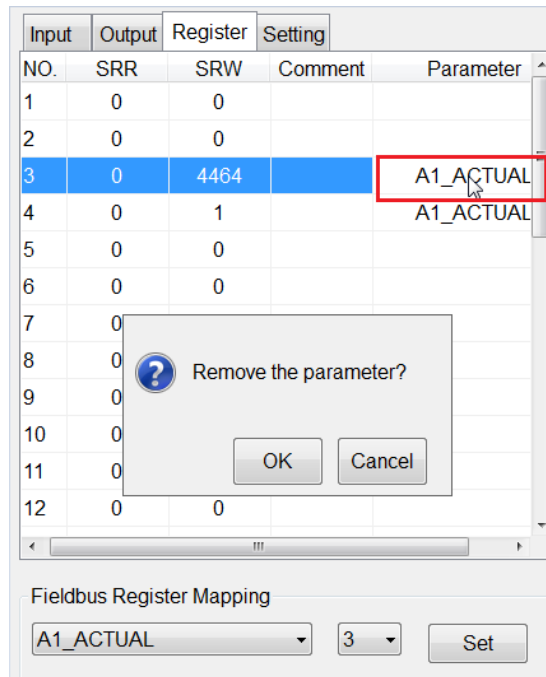 Input Output Register Setting
NO. SRR SRW Comment Parameter
1 0 0
2 0 0
3 0 4464 A1_ACTUAL
4 0 1 A1_ACTUAL
5 0 0
6 0 0
7 0
8 0
9 0
10 0
11 0
12 0 0
Remove the parameter?
OK Cancel
Fieldbus Register Mapping
A1_ACTUAL 3 Set